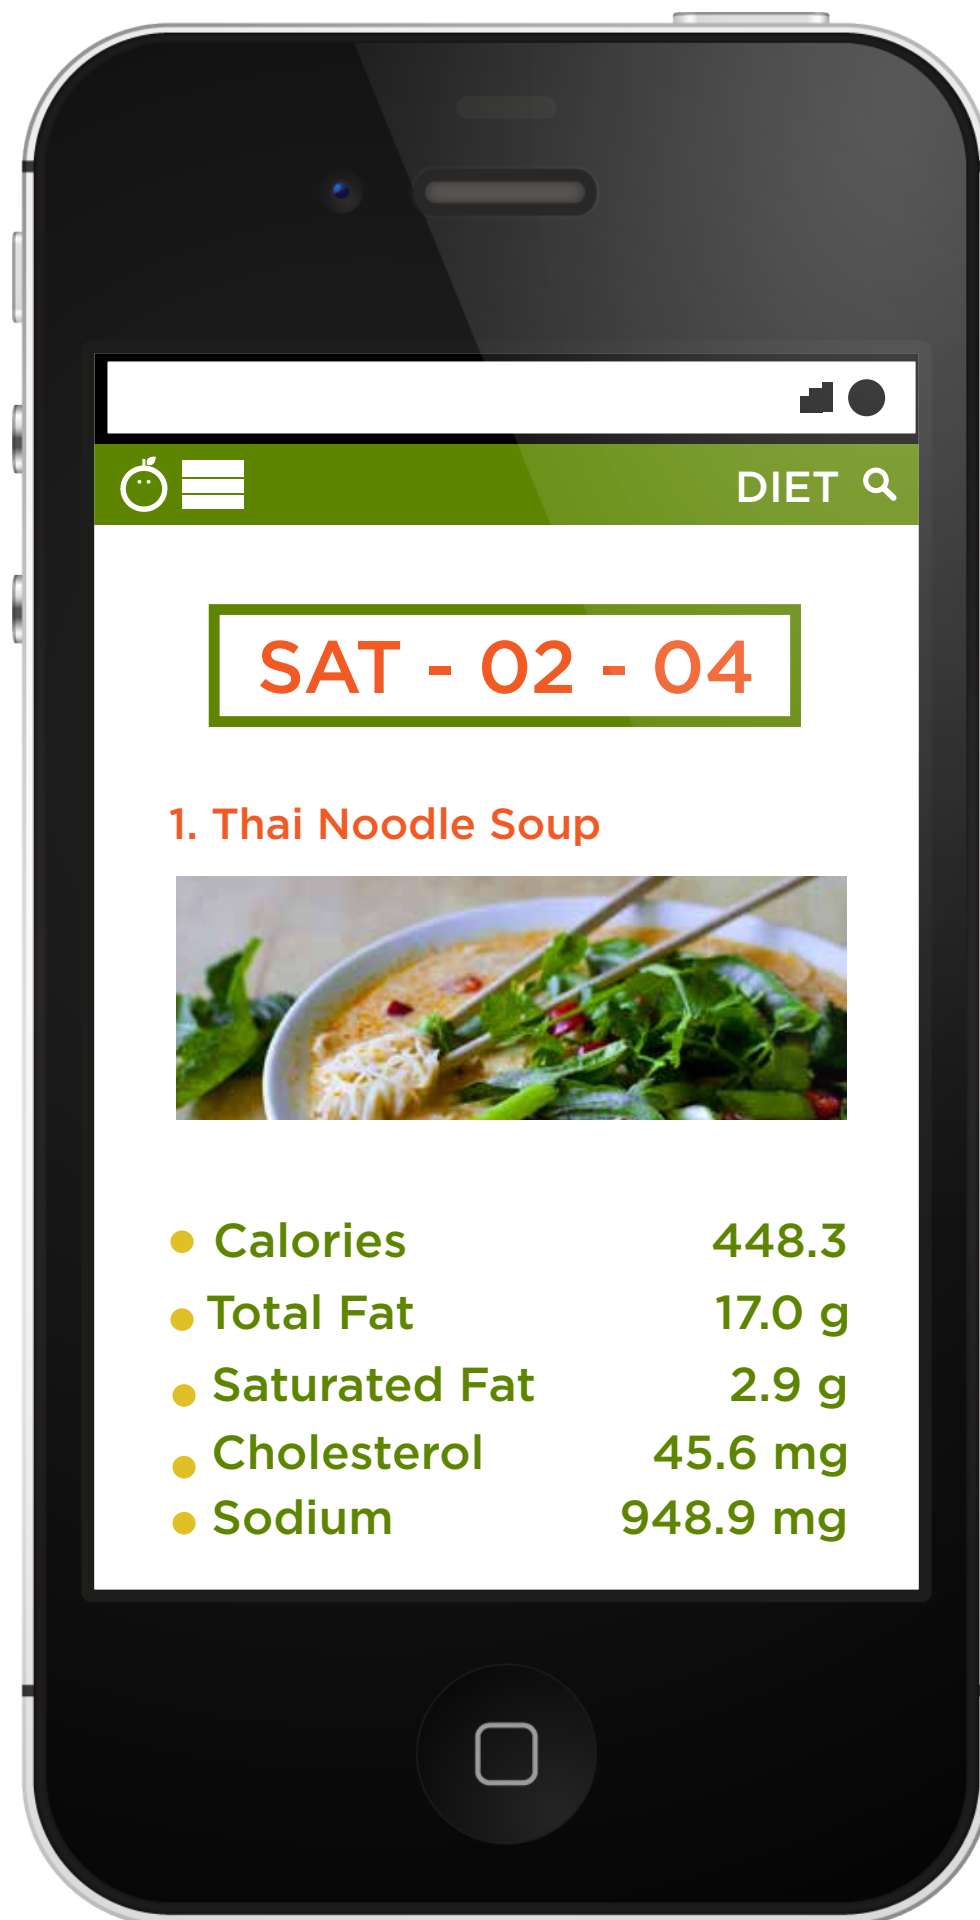 DIET
SAT - 02 - 04
1. Thai Noodle Soup
Calories 448.3
Total Fat 17.0 g
Saturated Fat 2.9 g
Cholesterol 45.6 mg
Sodium 948.9 mg